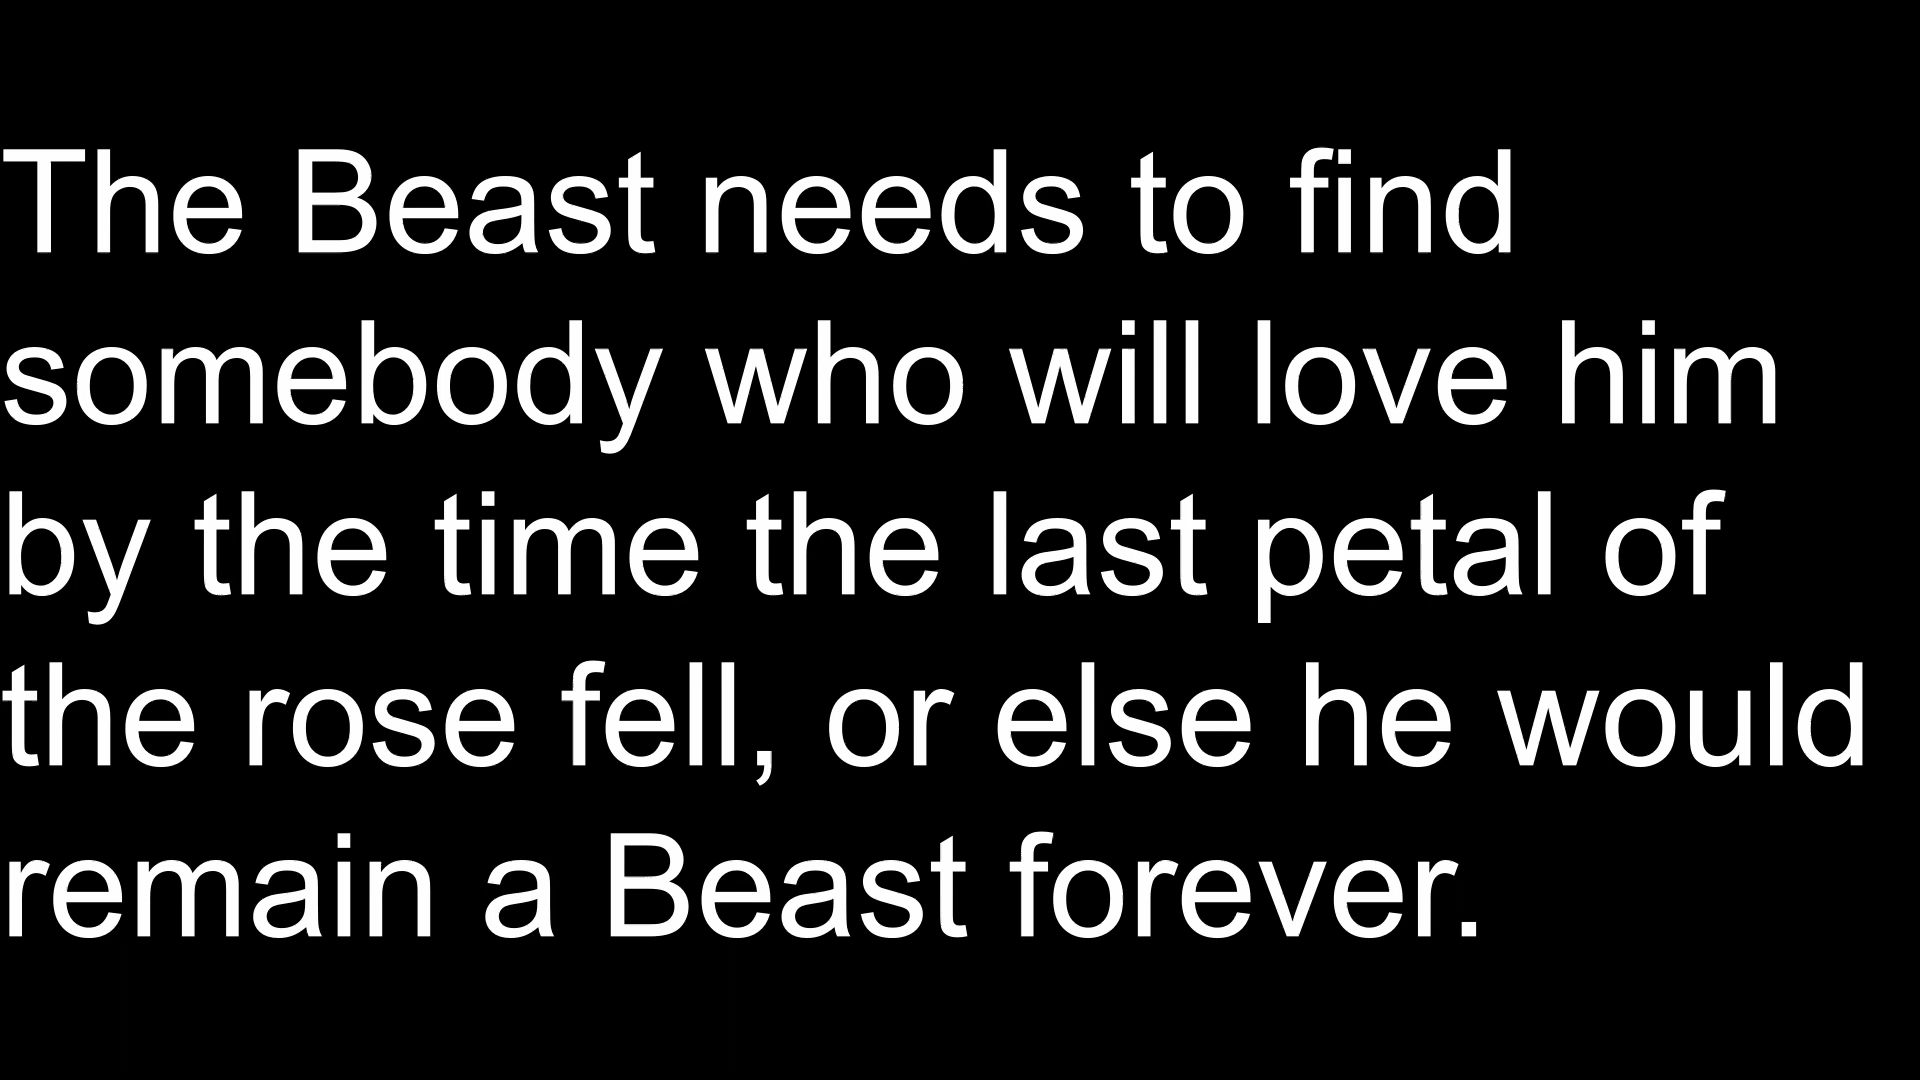 The Beast needs to find
somebody who will love him
by the time the last petal of
the rose fell, or else he would
remain a Beast forever.